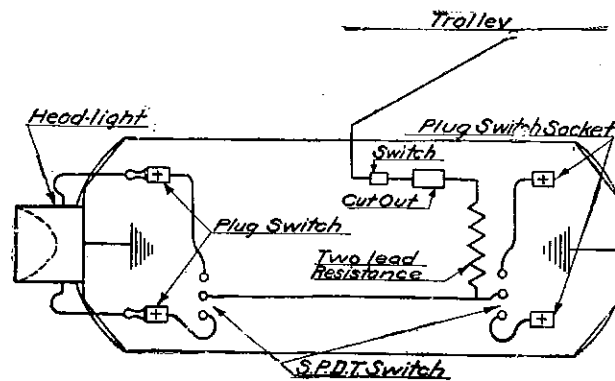 Trolley
Head-light
Plug Switch Socket
Switch
Cut Out
Plug Switch
Two lead
Resistance
S.P.D.T. Switch